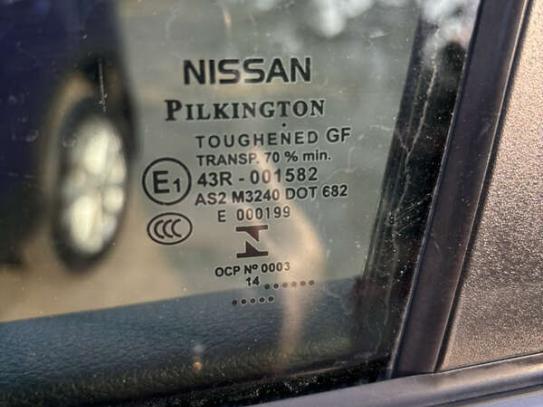 NISSAN
PILKINGTON
TOUGHENED GF
TRANSP. 70 % min.
E1 43R - 001582
AS2 M3240 DOT 682
CCC E 000199
N
OCP Nº 0003
14